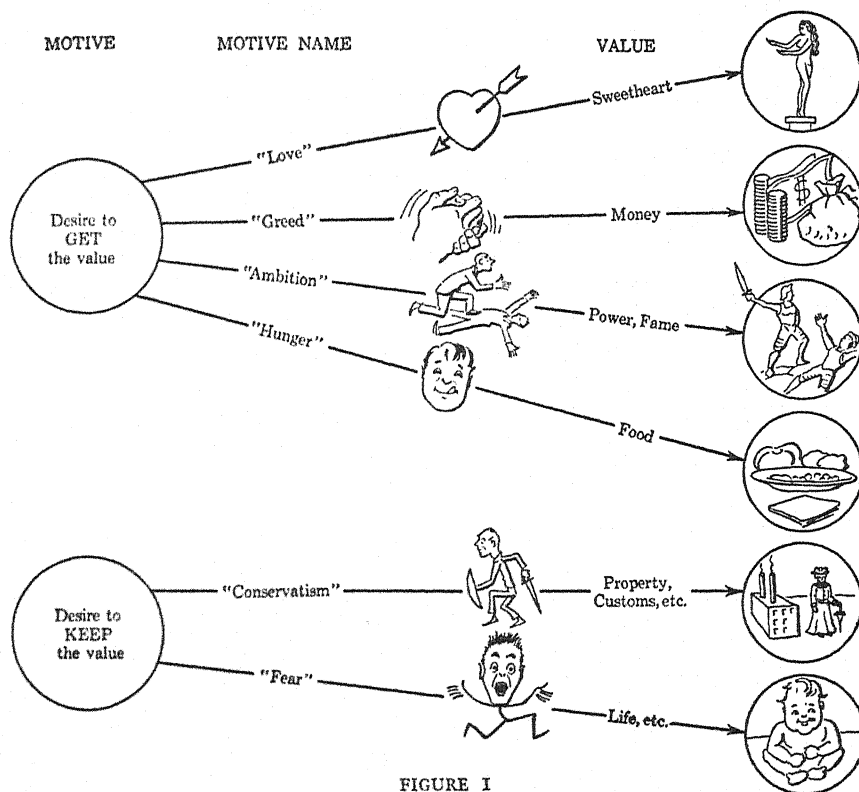 MOTIVE MOTIVE NAME VALUE
Sweetheart
"Love"
Desire to
GET
the value
"Greed"
Money
$
"Ambition"
Power, Fame
"Hunger"
Food
Desire to
KEEP
the value
"Conservatism"
Property,
Customs, etc.
"Fear"
Life, etc.
FIGURE I